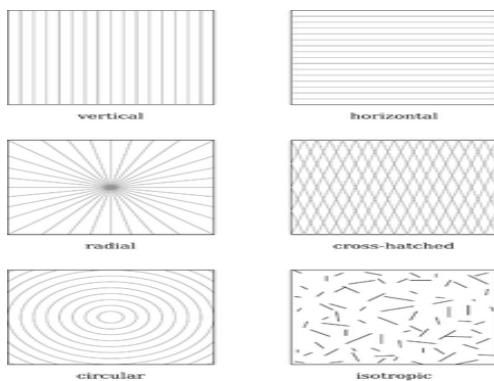 vertical
horizontal
radial
cross-hatched
circular
isotropic